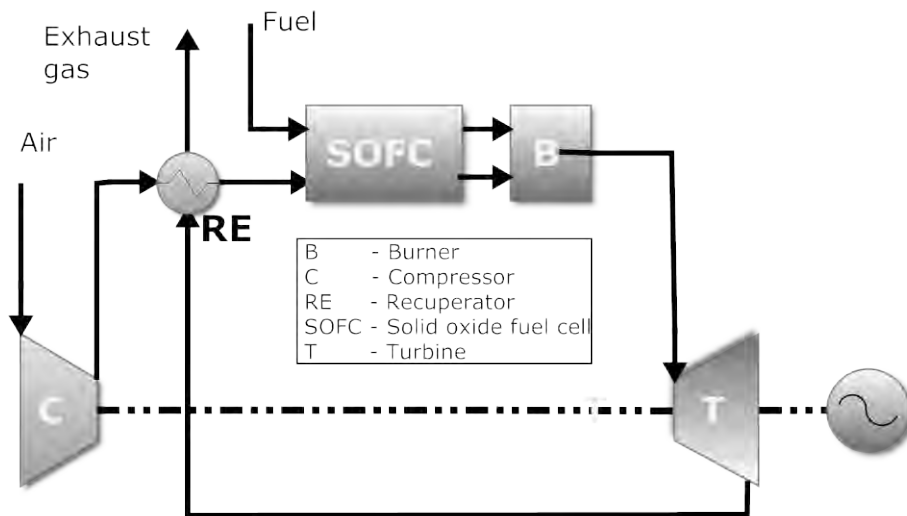 Exhaust
gas
Fuel
Air
SOFC
B
RE
B - Burner
C - Compressor
RE - Recuperator
SOFC - Solid oxide fuel cell
T - Turbine
C
T
T